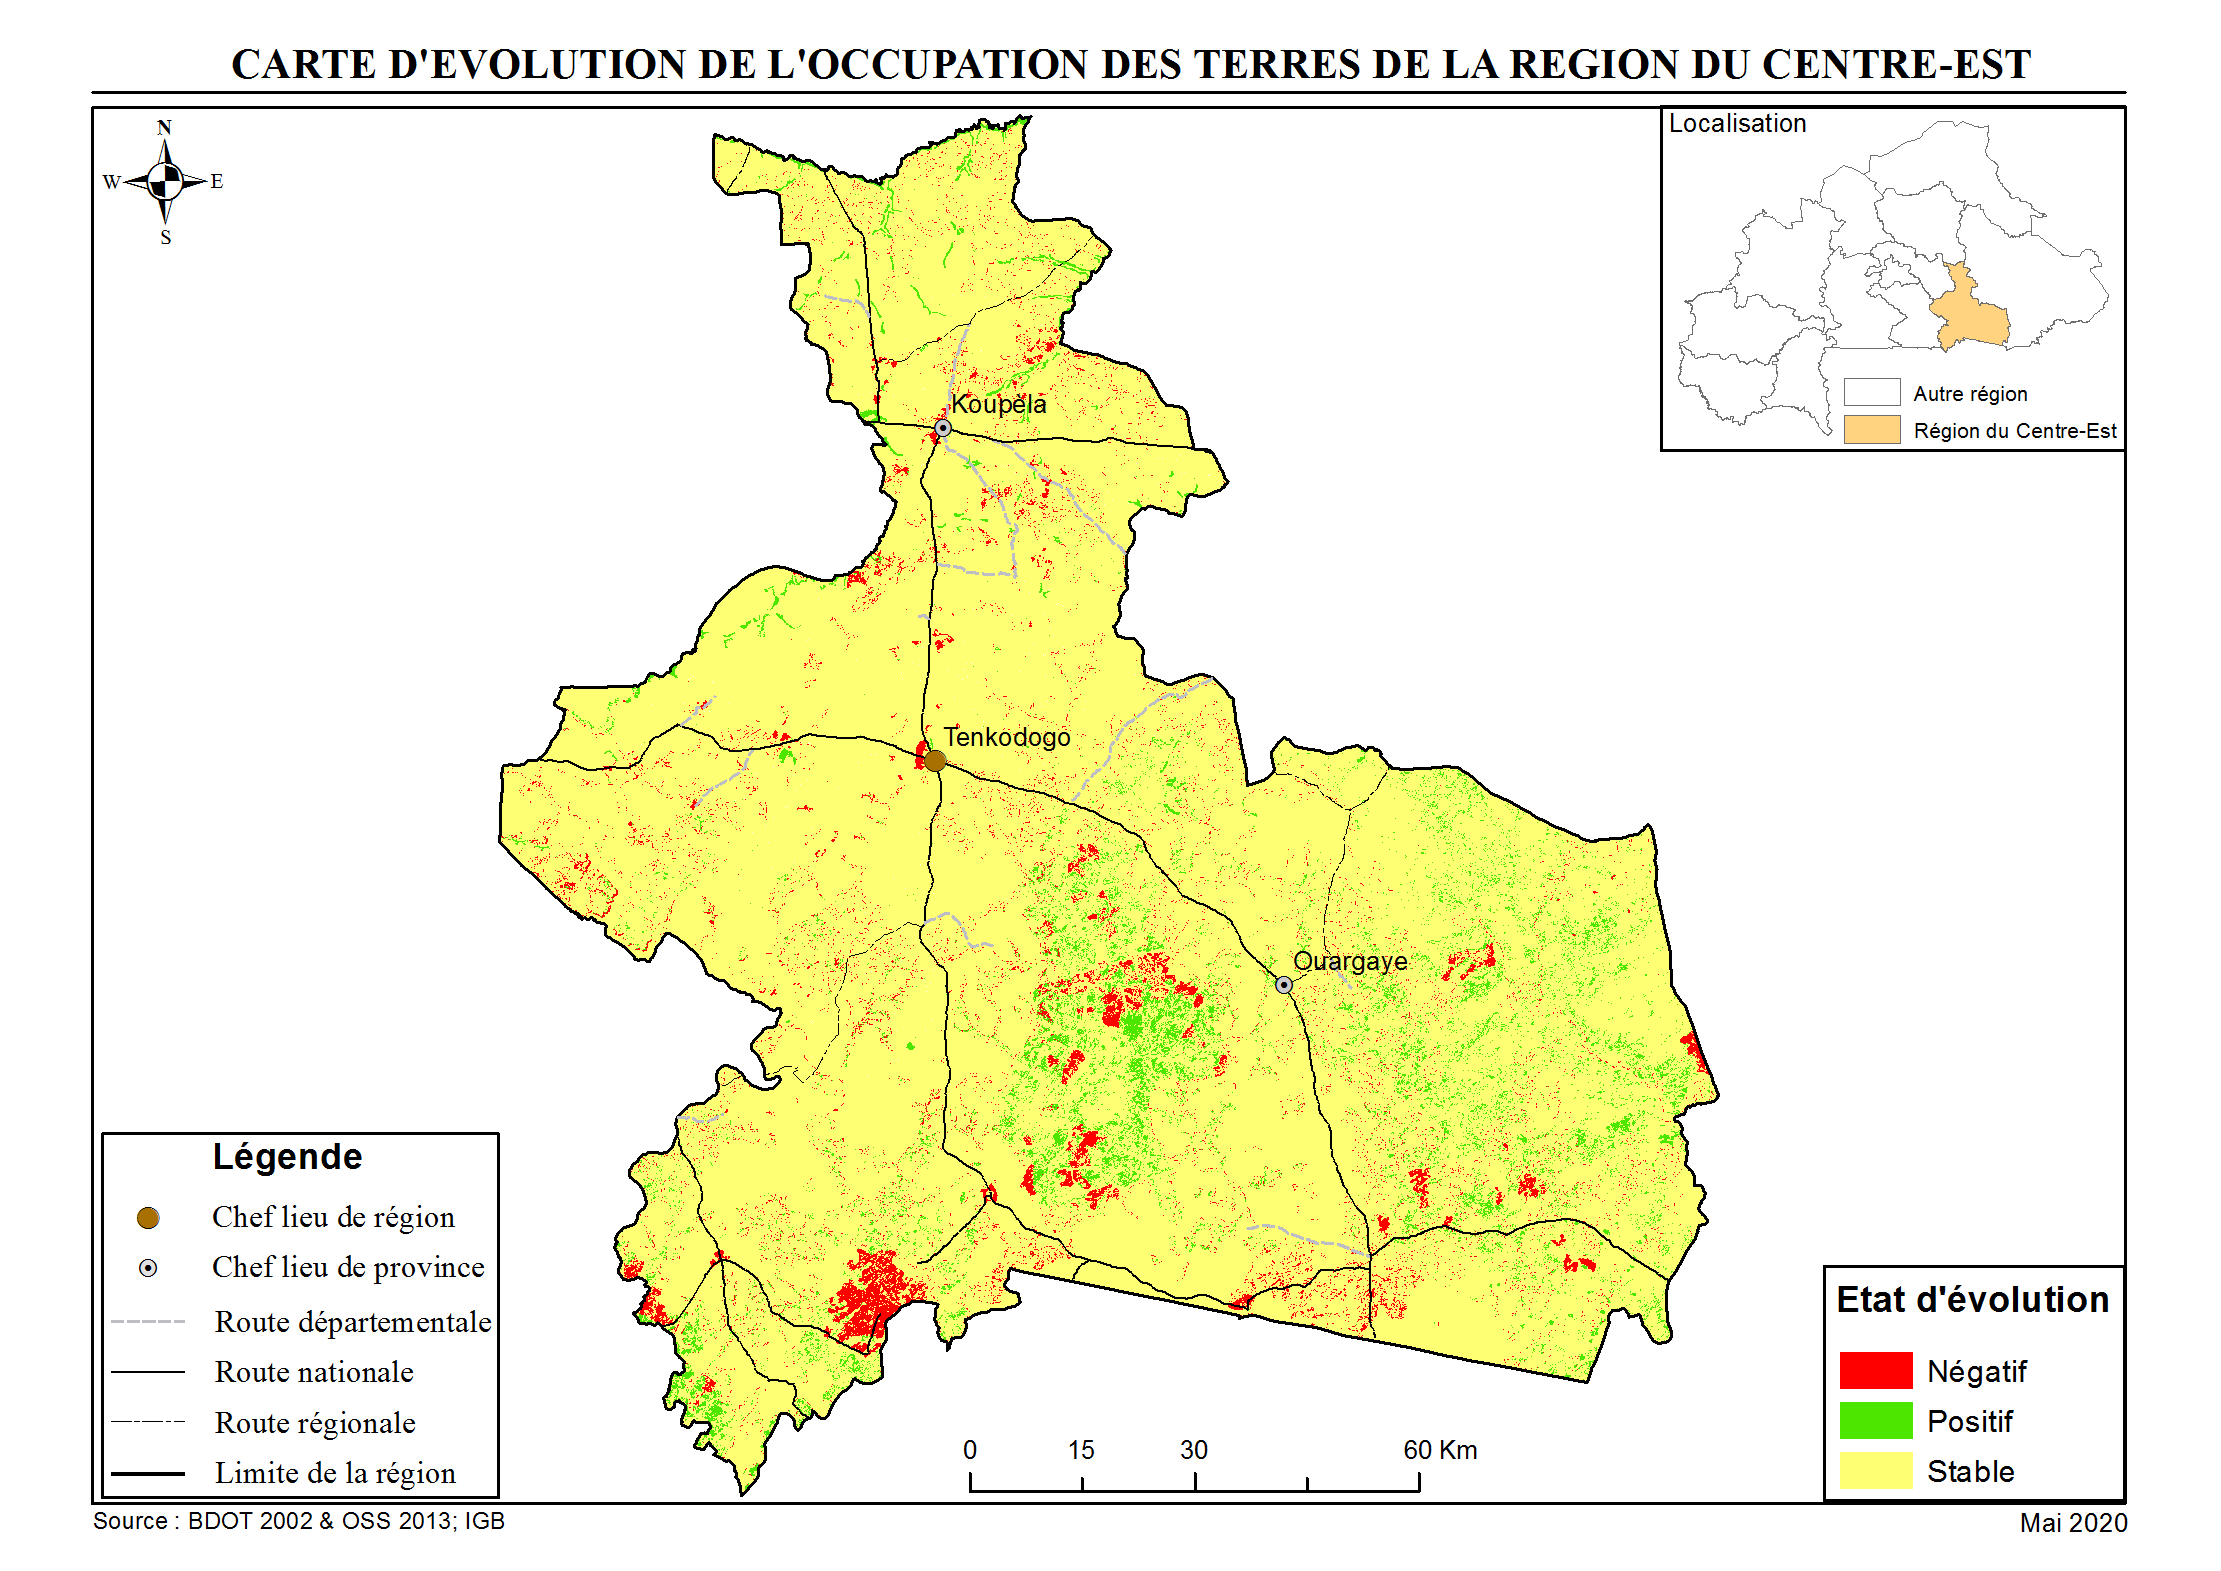 CARTE D'EVOLUTION DE L'OCCUPATION DES TERRES DE LA REGION DU CENTRE-EST
N
W
E
S
Localisation
Autre région
Région du Centre-Est
Koupéla
Tenkodogo
Ouargaye
Légende
Chef lieu de région
Chef lieu de province
Route départementale
Route nationale
Route régionale
Limite de la région
0 15 30 60 Km
Etat d'évolution
Négatif
Positif
Stable
Source : BDOT 2002 & OSS 2013; IGB
Mai 2020